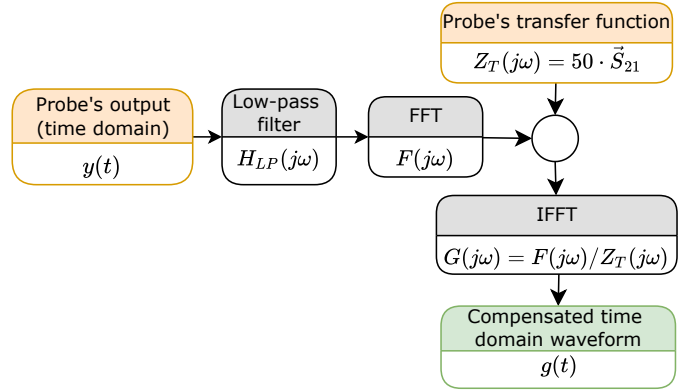 Probe's transfer function
Z_T(jω) = 50 · S⃗_21
Probe's output
(time domain)
y(t)
Low-pass
filter
H_LP(jω)
FFT
F(jω)
IFFT
G(jω) = F(jω)/Z_T(jω)
Compensated time
domain waveform
g(t)